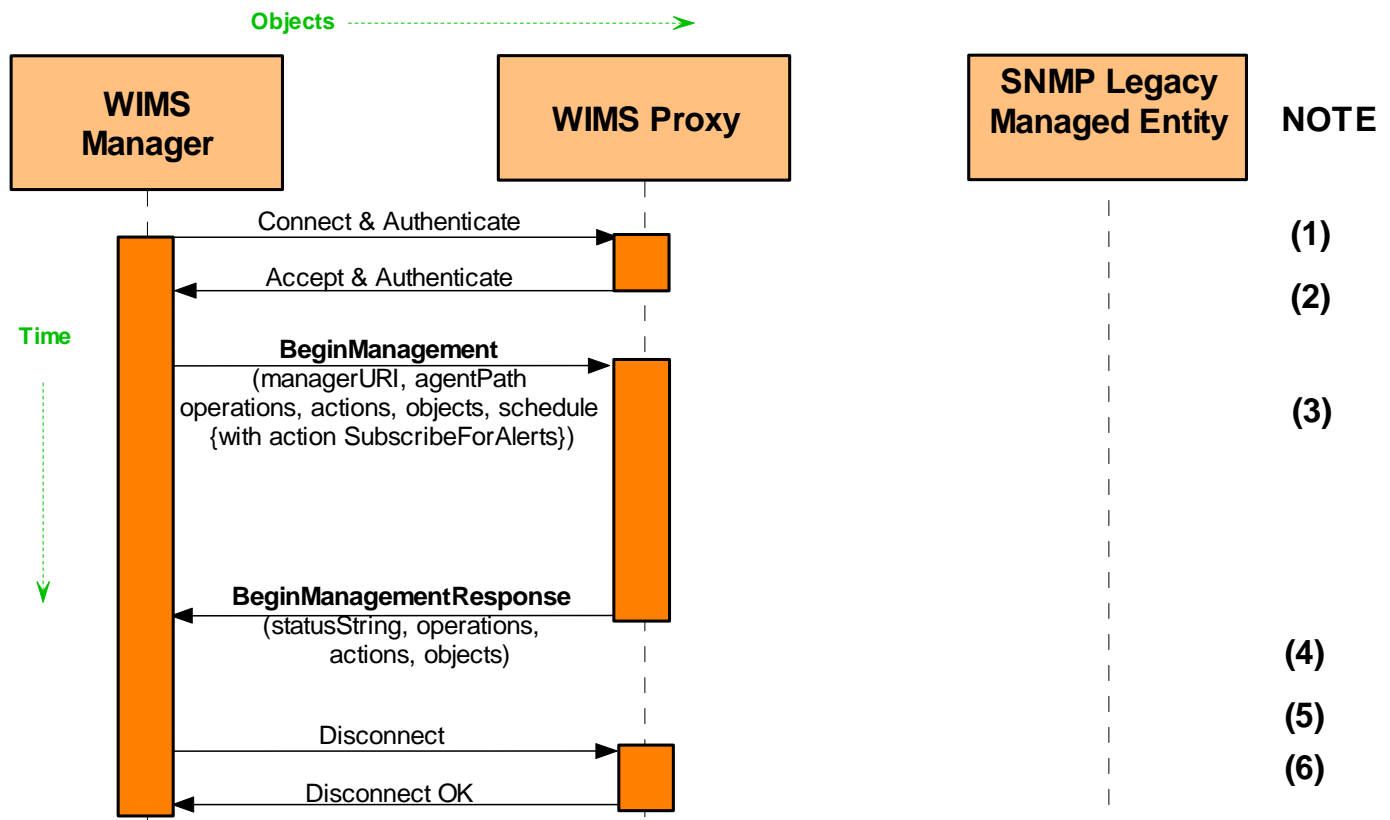 Objects
WIMS
Manager
WIMS Proxy
SNMP Legacy
Managed Entity
NOTE
Connect & Authenticate
(1)
Accept & Authenticate
(2)
Time
BeginManagement
(managerURI, agentPath
operations, actions, objects, schedule
{with action SubscribeForAlerts})
(3)
BeginManagementResponse
(statusString, operations,
actions, objects)
(4)
(5)
Disconnect
(6)
Disconnect OK